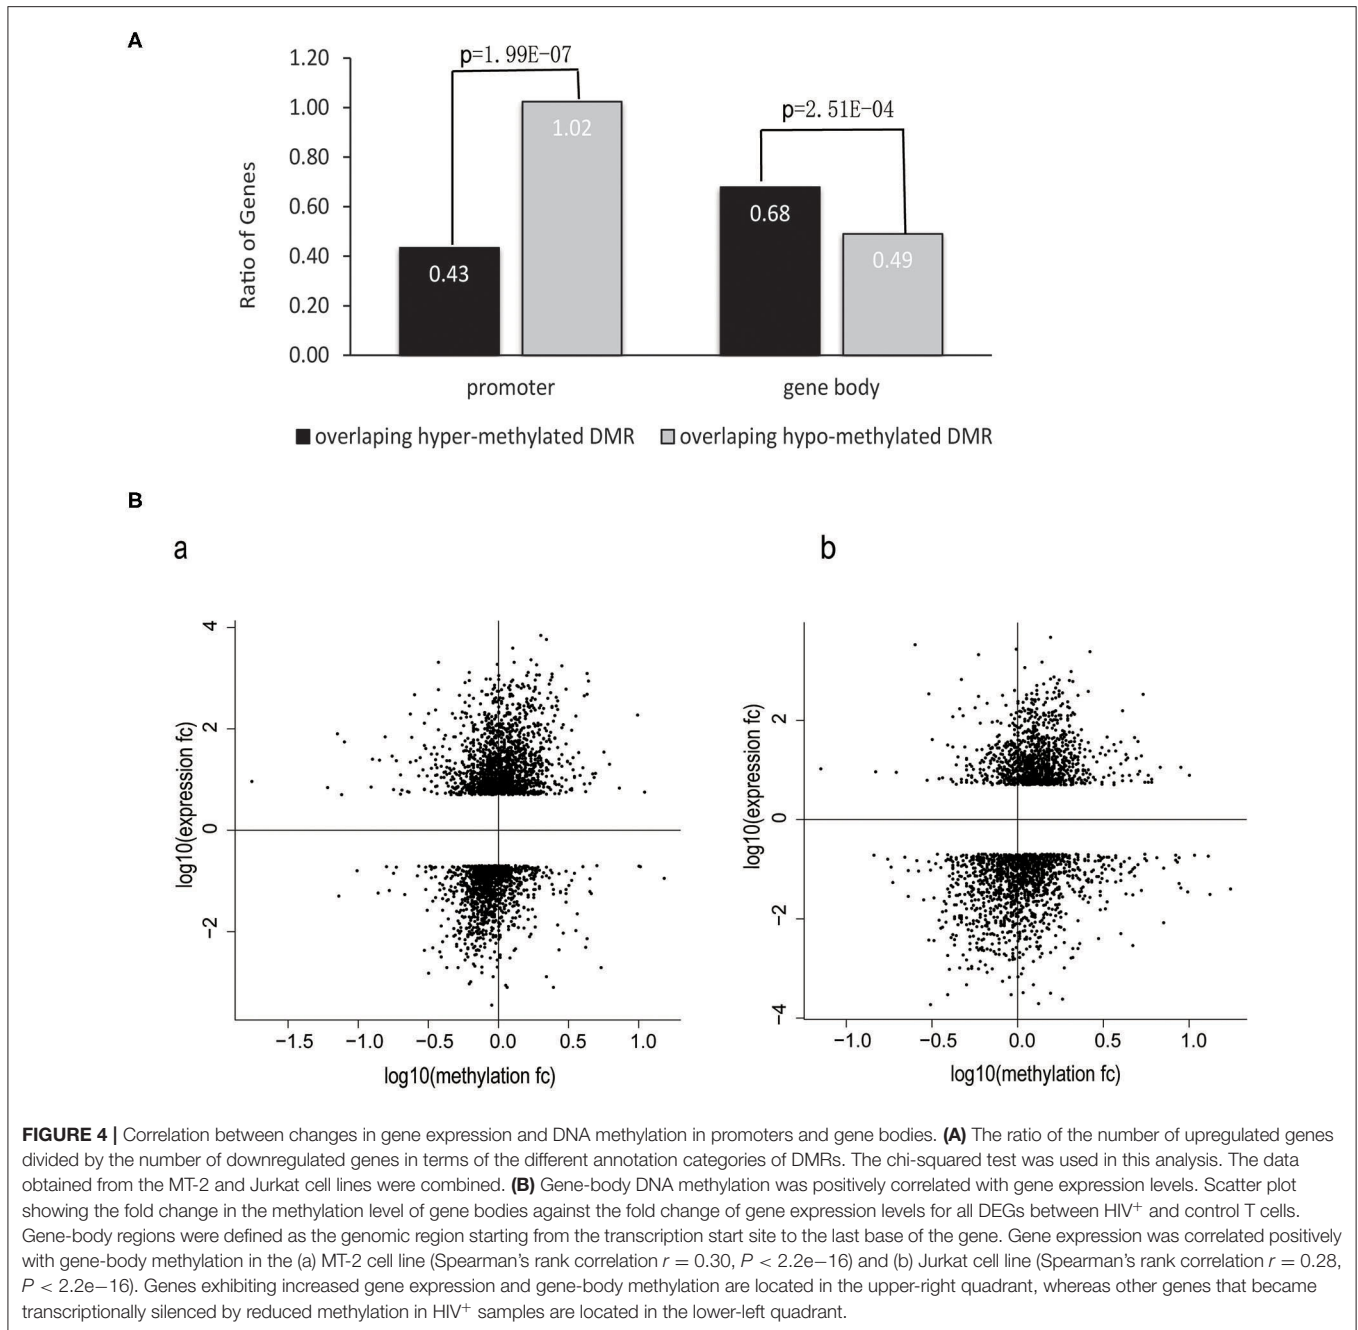 A
p=1.99E-07
p=2.51E-04
1.20
1.00
0.80
0.60
0.40
0.20
0.00
Ratio of Genes
0.43
1.02
0.68
0.49
promoter
gene body
overlaping hyper-methylated DMR
overlaping hypo-methylated DMR
B
a
4
2
0
−2
log10(expression fc)
−1.5
−1.0
−0.5
0.0
0.5
1.0
log10(methylation fc)
b
2
0
−2
−4
log10(expression fc)
−1.0
−0.5
0.0
0.5
1.0
log10(methylation fc)
FIGURE 4 | Correlation between changes in gene expression and DNA methylation in promoters and gene bodies. (A) The ratio of the number of upregulated genes
divided by the number of downregulated genes in terms of the different annotation categories of DMRs. The chi-squared test was used in this analysis. The data
obtained from the MT-2 and Jurkat cell lines were combined. (B) Gene-body DNA methylation was positively correlated with gene expression levels. Scatter plot
showing the fold change in the methylation level of gene bodies against the fold change of gene expression levels for all DEGs between HIV⁺ and control T cells.
Gene-body regions were defined as the genomic region starting from the transcription start site to the last base of the gene. Gene expression was correlated positively
with gene-body methylation in the (a) MT-2 cell line (Spearman's rank correlation r = 0.30, P < 2.2e−16) and (b) Jurkat cell line (Spearman's rank correlation r = 0.28,
P < 2.2e−16). Genes exhibiting increased gene expression and gene-body methylation are located in the upper-right quadrant, whereas other genes that became
transcriptionally silenced by reduced methylation in HIV⁺ samples are located in the lower-left quadrant.